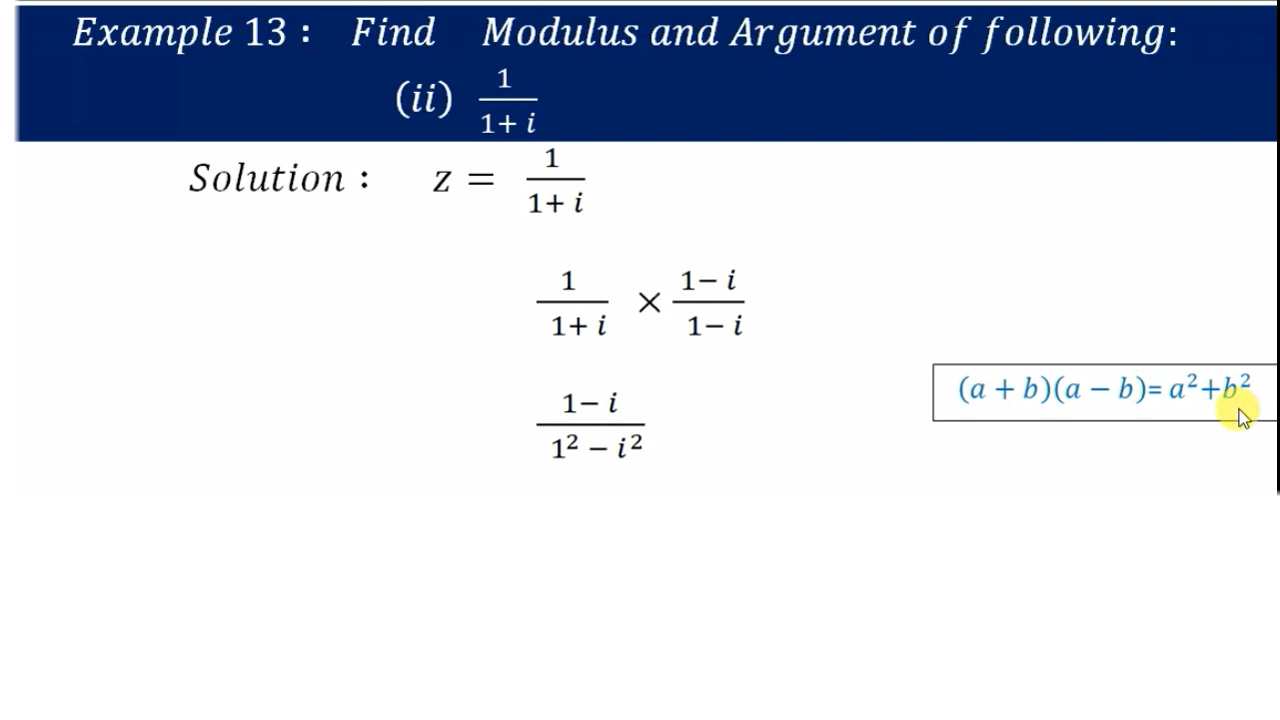 Example 13 : Find Modulus and Argument of following:
(ii) 1/(1+ i)
Solution : z = 1/(1+ i)
1/(1+ i) × (1− i)/(1− i)
(a + b)(a − b)= a²+b²
(1− i)/(1² − i²)